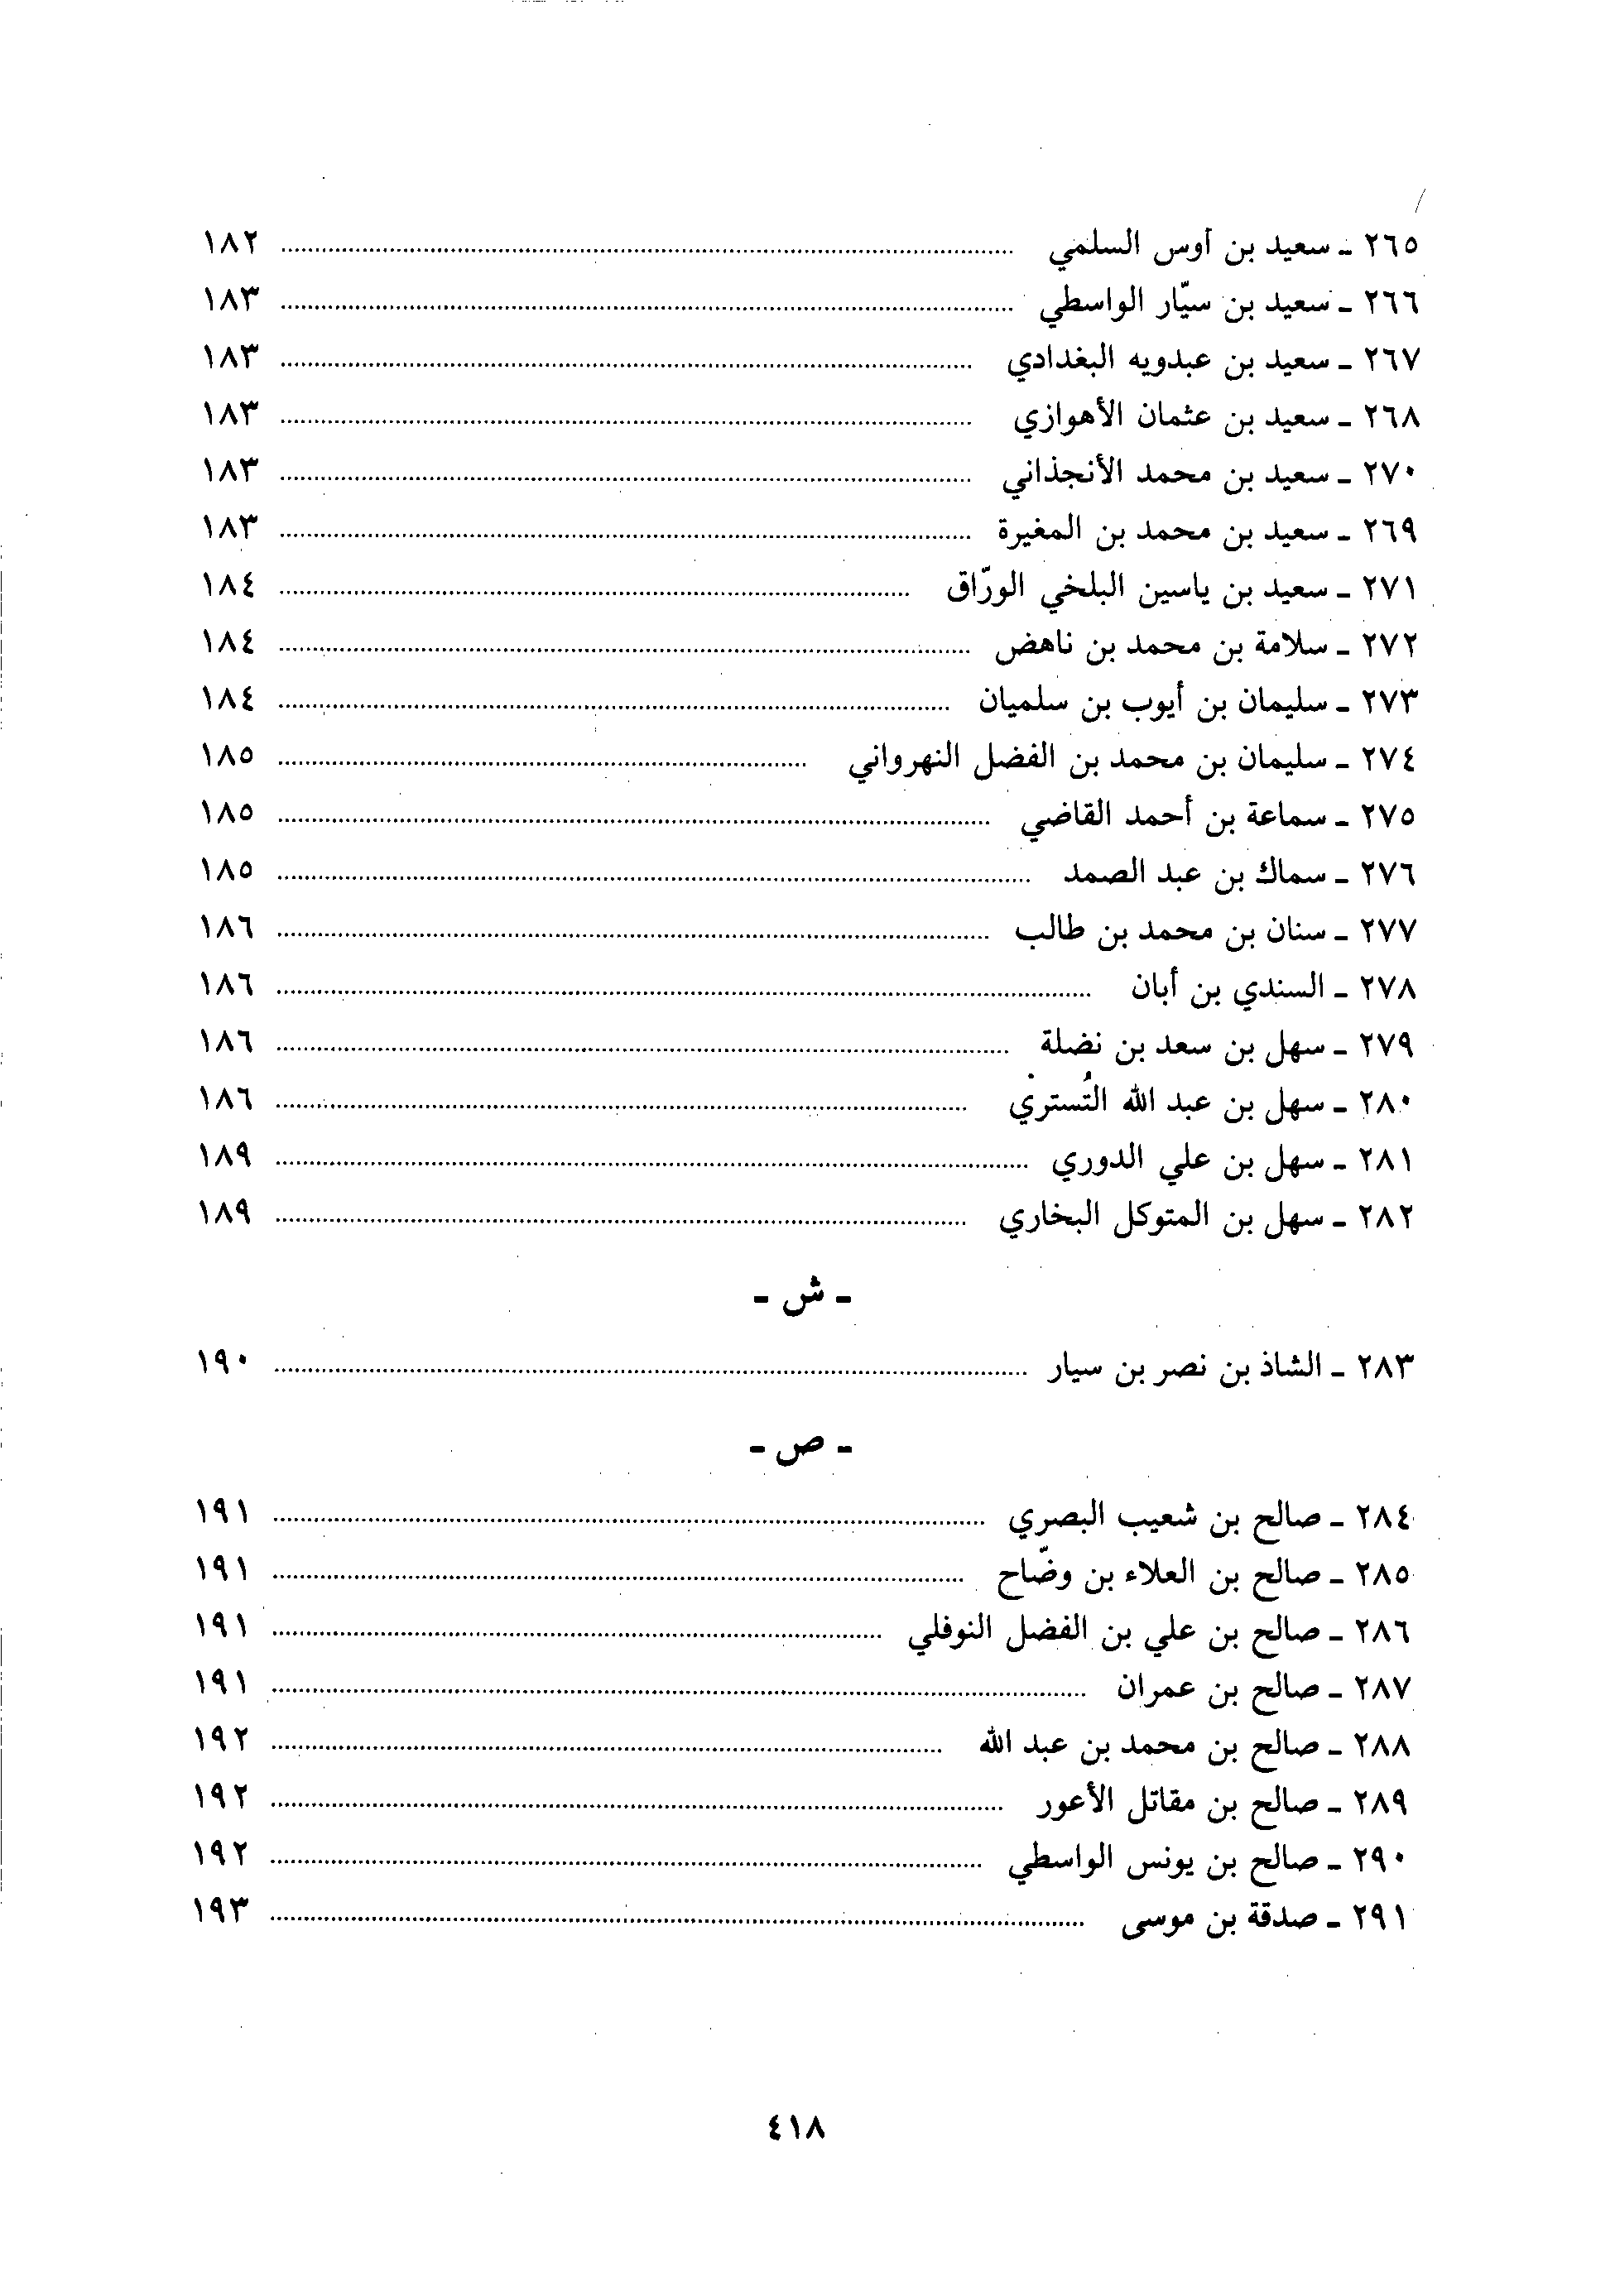 ٢٦٥ ـ سعيد بن أوس السلمي ........ ١٨٢
٢٦٦ ـ سعيد بن سيّار الواسطي ........ ١٨٣
٢٦٧ ـ سعيد بن عبدويه البغدادي ........ ١٨٣
٢٦٨ ـ سعيد بن عثمان الأهوازي ........ ١٨٣
٢٧٠ ـ سعيد بن محمد الأنجذاني ........ ١٨٣
٢٦٩ ـ سعيد بن محمد بن المغيرة ........ ١٨٣
٢٧١ ـ سعيد بن ياسين البلخي الورّاق ........ ١٨٤
٢٧٢ ـ سلامة بن محمد بن ناهض ........ ١٨٤
٢٧٣ ـ سليمان بن أيوب بن سلميان ........ ١٨٤
٢٧٤ ـ سليمان بن محمد بن الفضل النهرواني ........ ١٨٥
٢٧٥ ـ سماعة بن أحمد القاضي ........ ١٨٥
٢٧٦ ـ سماك بن عبد الصمد ........ ١٨٥
٢٧٧ ـ سنان بن محمد بن طالب ........ ١٨٦
٢٧٨ ـ السندي بن أبان ........ ١٨٦
٢٧٩ ـ سهل بن سعد بن نضلة ........ ١٨٦
٢٨٠ ـ سهل بن عبد الله التُستري ........ ١٨٦
٢٨١ ـ سهل بن علي الدوري ........ ١٨٩
٢٨٢ ـ سهل بن المتوكل البخاري ........ ١٨٩
- ش -
٢٨٣ ـ الشاذ بن نصر بن سيار ........ ١٩٠
- ص -
٢٨٤ ـ صالح بن شعيب البصري ........ ١٩١
٢٨٥ ـ صالح بن العلاء بن وضّاح ........ ١٩١
٢٨٦ ـ صالح بن علي بن الفضل النوفلي ........ ١٩١
٢٨٧ ـ صالح بن عمران ........ ١٩١
٢٨٨ ـ صالح بن محمد بن عبد الله ........ ١٩٢
٢٨٩ ـ صالح بن مقاتل الأعور ........ ١٩٢
٢٩٠ ـ صالح بن يونس الواسطي ........ ١٩٢
٢٩١ ـ صدقة بن موسى ........ ١٩٣
٤١٨